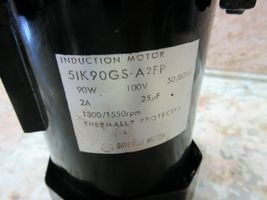 INDUCTION MOTOR
5IK90GS-A2FP
90W 100V 50/60Hz
2A 25μF
1300/1550rpm
THERMALLY PROTECTED
ORIENTAL MOTOR